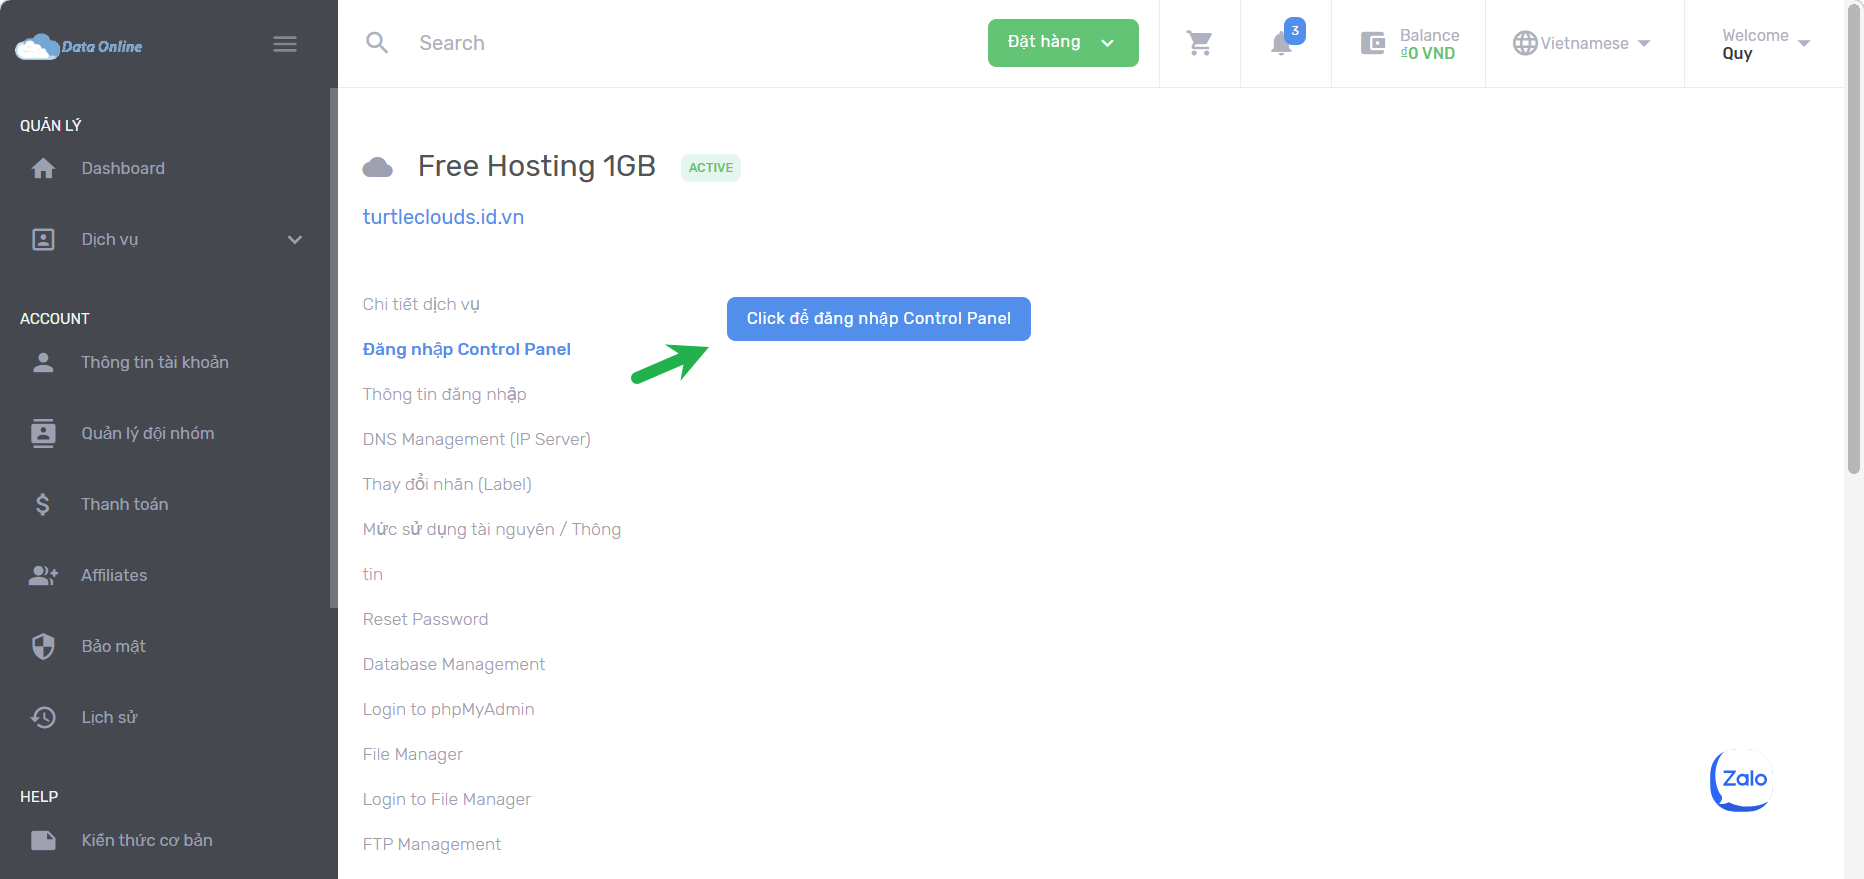 Data Online
Search
Đặt hàng
3
Balance
₫0 VND
Vietnamese
Welcome
Quy
QUẢN LÝ
Dashboard
Dịch vụ
ACCOUNT
Thông tin tài khoản
Quản lý đội nhóm
Thanh toán
Affiliates
Bảo mật
Lịch sử
HELP
Kiến thức cơ bản
Free Hosting 1GB
ACTIVE
turtleclouds.id.vn
Chi tiết dịch vụ
Đăng nhập Control Panel
Thông tin đăng nhập
DNS Management (IP Server)
Thay đổi nhãn (Label)
Mức sử dụng tài nguyên / Thông
tin
Reset Password
Database Management
Login to phpMyAdmin
File Manager
Login to File Manager
FTP Management
Click để đăng nhập Control Panel
Zalo